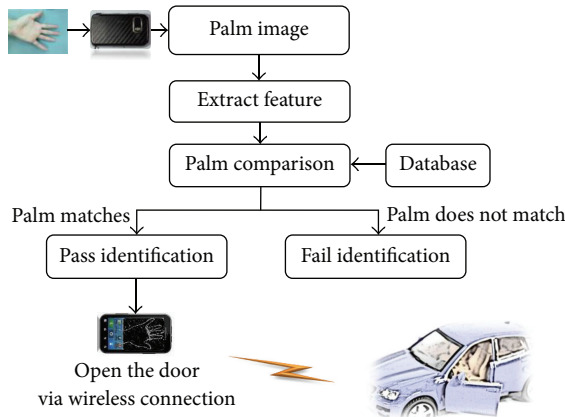 Palm image
Extract feature
Palm comparison
Database
Palm matches
Palm does not match
Pass identification
Fail identification
Open the door
via wireless connection